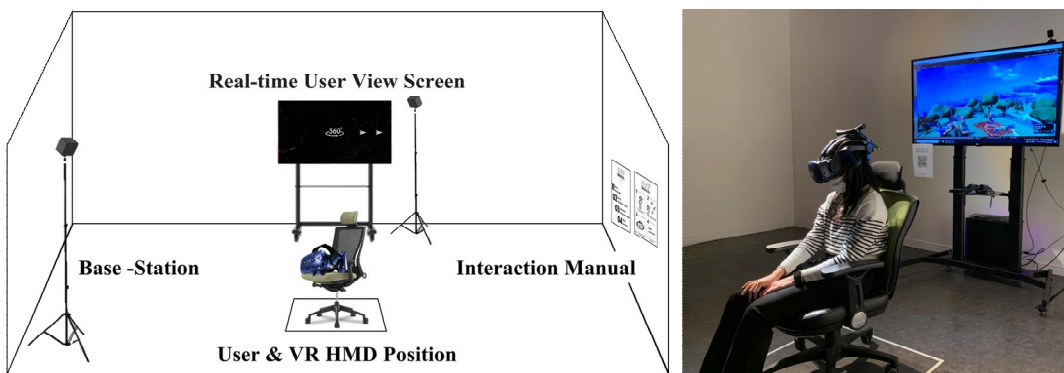 Real-time User View Screen
360°
Base -Station
Interaction Manual
User & VR HMD Position